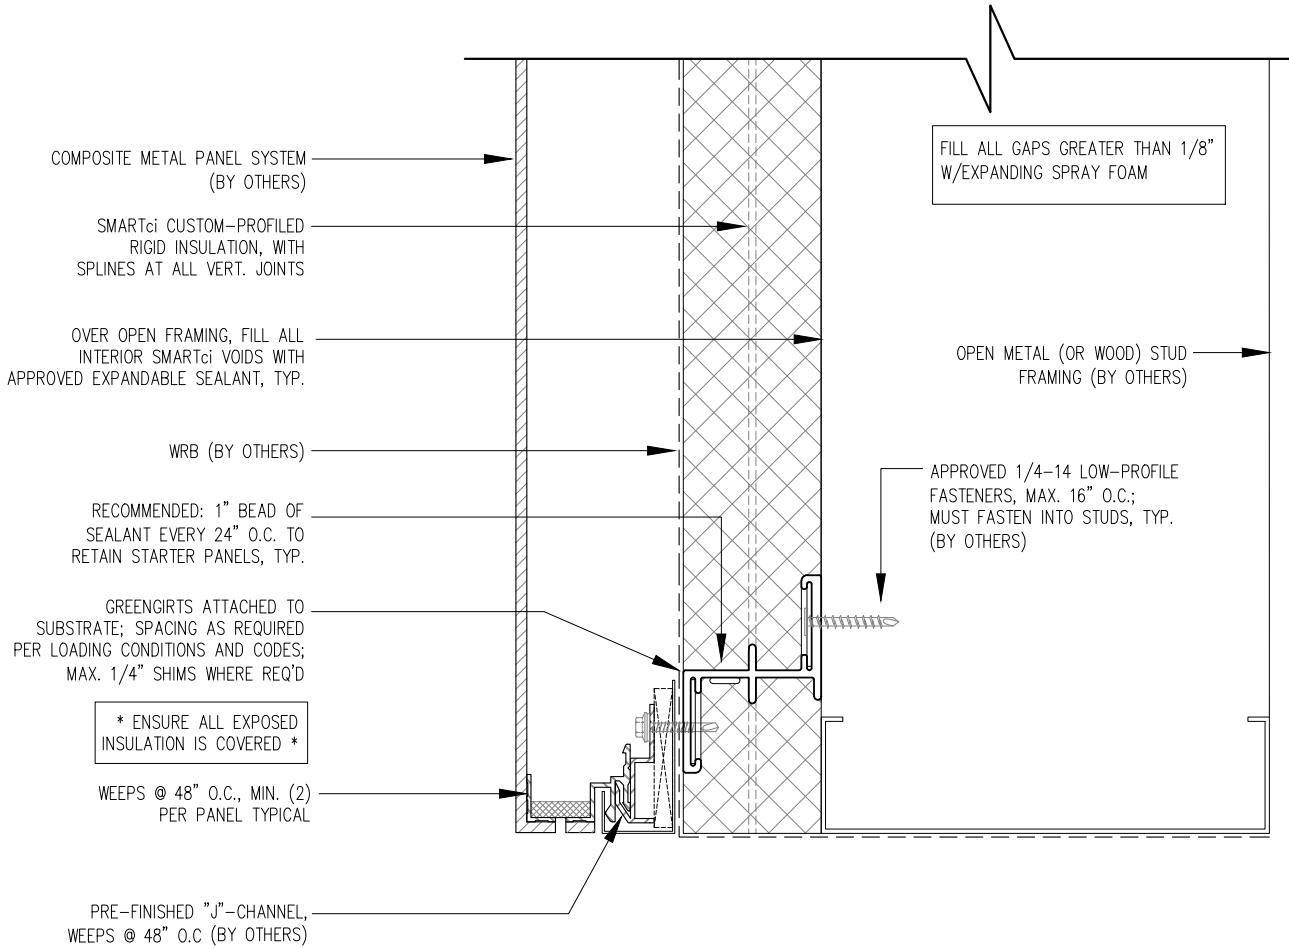 COMPOSITE METAL PANEL SYSTEM
(BY OTHERS)
SMARTci CUSTOM-PROFILED
RIGID INSULATION, WITH
SPLINES AT ALL VERT. JOINTS
OVER OPEN FRAMING, FILL ALL
INTERIOR SMARTci VOIDS WITH
APPROVED EXPANDABLE SEALANT, TYP.
WRB (BY OTHERS)
RECOMMENDED: 1" BEAD OF
SEALANT EVERY 24" O.C. TO
RETAIN STARTER PANELS, TYP.
GREENGIRTS ATTACHED TO
SUBSTRATE; SPACING AS REQUIRED
PER LOADING CONDITIONS AND CODES;
MAX. 1/4" SHIMS WHERE REQ'D
* ENSURE ALL EXPOSED
INSULATION IS COVERED *
WEEPS @ 48" O.C., MIN. (2)
PER PANEL TYPICAL
PRE-FINISHED "J"-CHANNEL,
WEEPS @ 48" O.C (BY OTHERS)
FILL ALL GAPS GREATER THAN 1/8"
W/EXPANDING SPRAY FOAM
OPEN METAL (OR WOOD) STUD
FRAMING (BY OTHERS)
APPROVED 1/4-14 LOW-PROFILE
FASTENERS, MAX. 16" O.C.;
MUST FASTEN INTO STUDS, TYP.
(BY OTHERS)